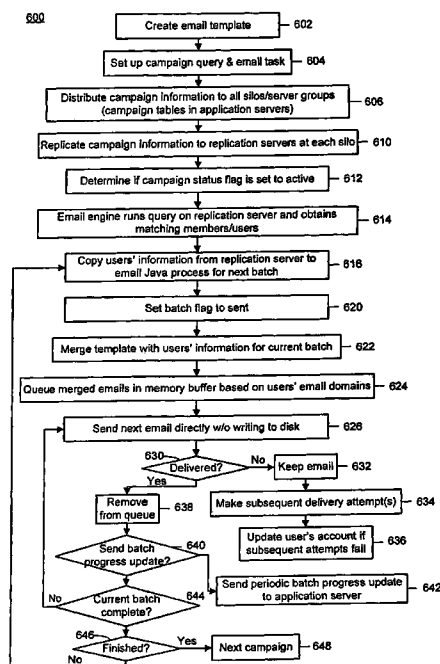 600
Create email template
602
Set up campaign query & email task
604
Distribute campaign information to all silos/server groups
(campaign tables in application servers)
606
Replicate campaign information to replication servers at each silo
610
Determine if campaign status flag is set to active
612
Email engine runs query on replication server and obtains
matching members/users
614
Copy users' information from replication server to
email Java process for next batch
616
Set batch flag to sent
620
Merge template with users' information for current batch
622
Queue merged emails in memory buffer based on users' email domains
624
Send next email directly w/o writing to disk
626
630
Delivered?
No
Keep email
632
Yes
Make subsequent delivery attempt(s)
634
Remove
from queue
638
Update user's account if
subsequent attempts fail
636
Send batch
progress update?
640
Send periodic batch progress update
to application server
642
No
Current batch
complete?
644
646
Finished?
Yes
Next campaign
648
No